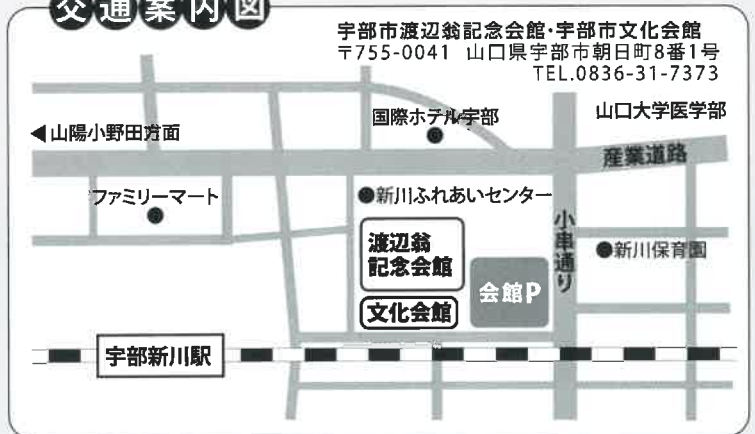 交通案内図
宇部市渡辺翁記念会館・宇部市文化会館
〒755-0041 山口県宇部市朝日町8番1号
TEL.0836-31-7373
国際ホテル宇部
山口大学医学部
◀山陽小野田方面
産業道路
ファミリーマート
●新川ふれあいセンター
小串通り
渡辺翁
記念会館
●新川保育園
会館P
文化会館
宇部新川駅